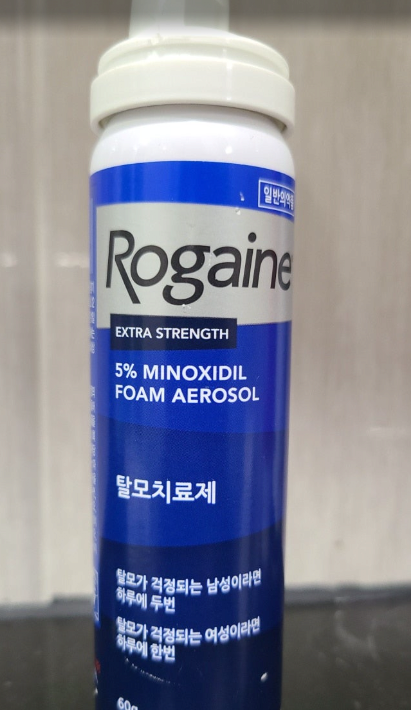 일반의약품
Rogaine
EXTRA STRENGTH
5% MINOXIDIL
FOAM AEROSOL
탈모치료제
탈모가 걱정되는 남성이라면
하루에 두번
탈모가 걱정되는 여성이라면
하루에 한번
60g